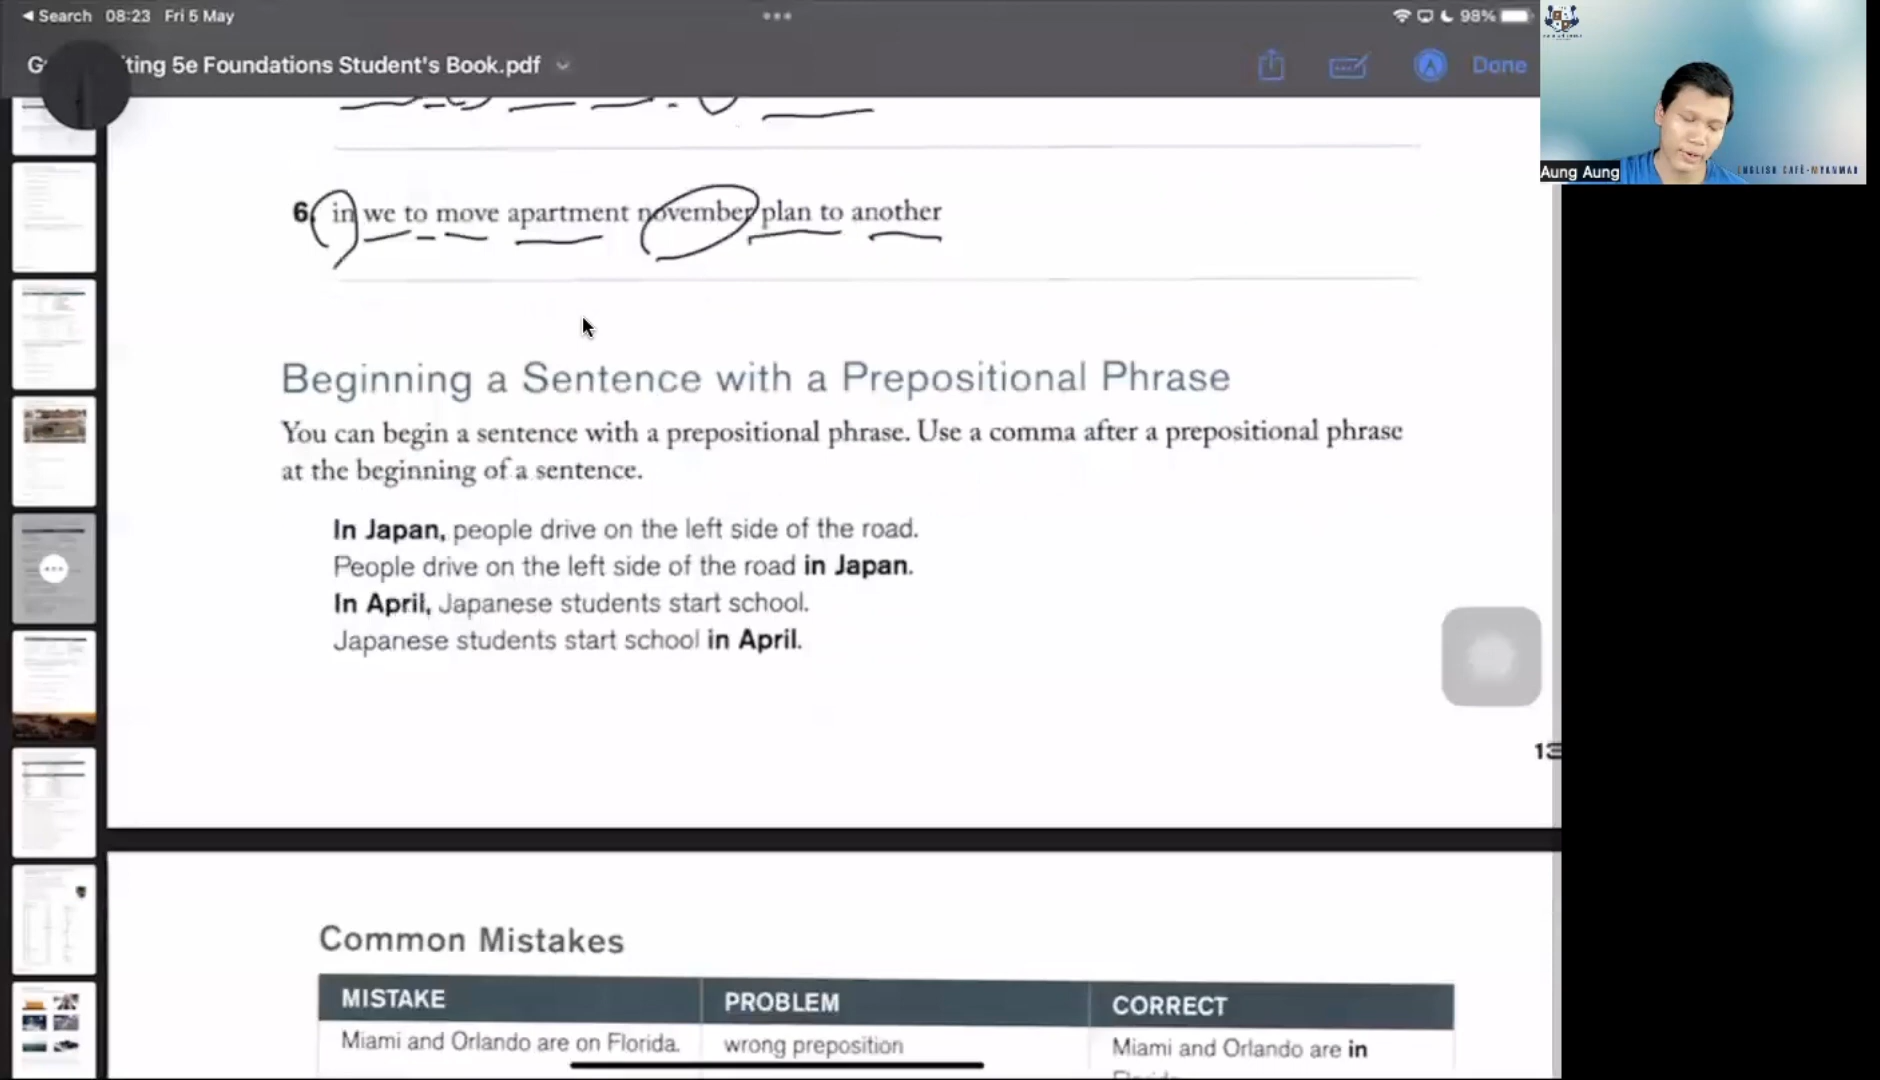 Search 08:23 Fri 5 May 98%
ting 5e Foundations Student's Book.pdf Done
Aung Aung
ENGLISH CAFÉ - MYANMAR
6. in we to move apartment november plan to another
Beginning a Sentence with a Prepositional Phrase
You can begin a sentence with a prepositional phrase. Use a comma after a prepositional phrase
at the beginning of a sentence.
In Japan, people drive on the left side of the road.
People drive on the left side of the road in Japan.
In April, Japanese students start school.
Japanese students start school in April.
Common Mistakes
MISTAKE PROBLEM CORRECT
Miami and Orlando are on Florida. wrong preposition Miami and Orlando are in